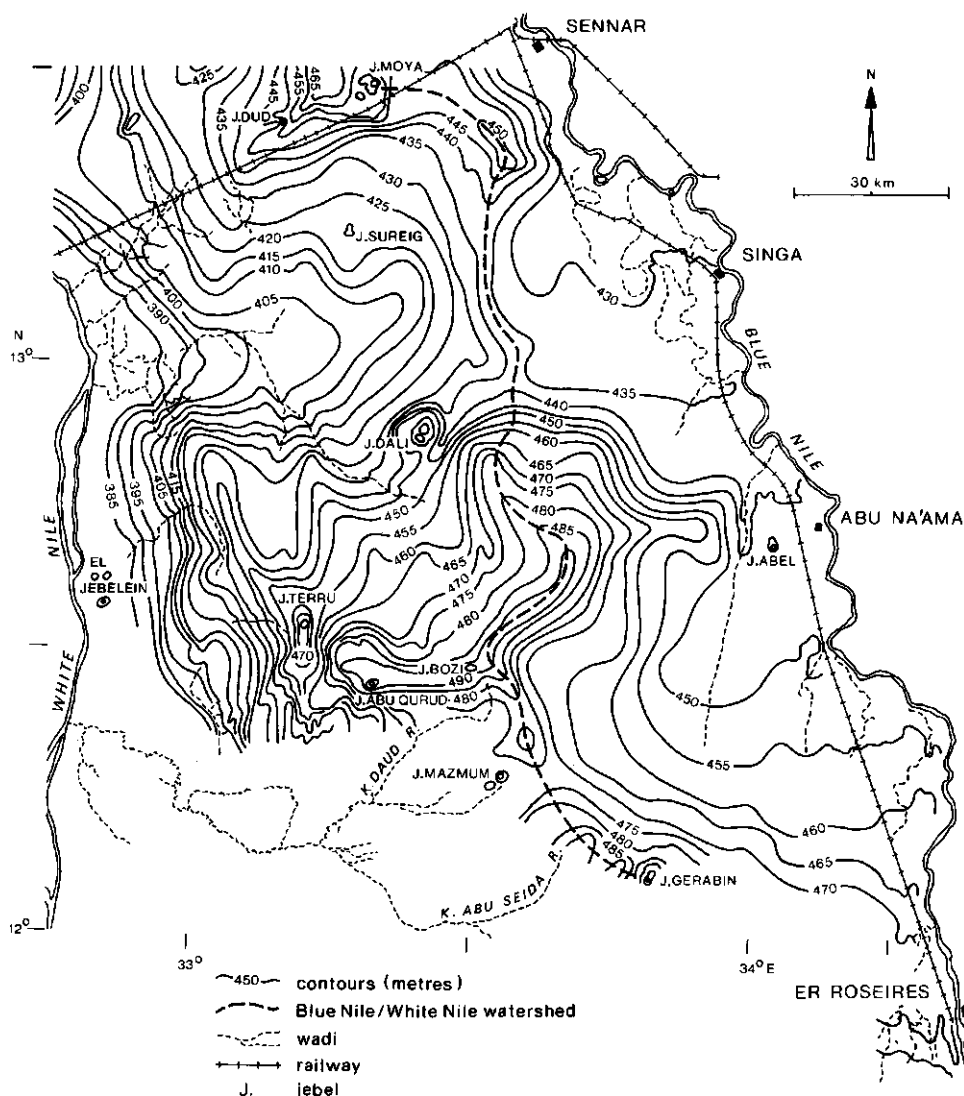 SENNAR
425
400
445
455
465
J.MOYA
N
J.DUD
435
445
450
440
435
430
30 km
425
J.SUREIG
420
415
410
SINGA
400
405
430
390
N
13°
BLUE
435
440
450
J.DALI
460
465
NILE
470
475
415
405
395
385
450
480
455
485
ABU NA'AMA
NILE
460
EL
JEBELEIN
465
J.ABEL
J.TERRU
470
475
480
470
J.BOZI
490
WHITE
J.ABU QURUD
480
450
K. DAUD R.
455
J.MAZMUM
475
460
480
485
465
J.GERABIN
470
K. ABU SEIDA R.
12°
33°
34°E
450 contours (metres)
ER ROSEIRES
Blue Nile/White Nile watershed
wadi
railway
J. jebel